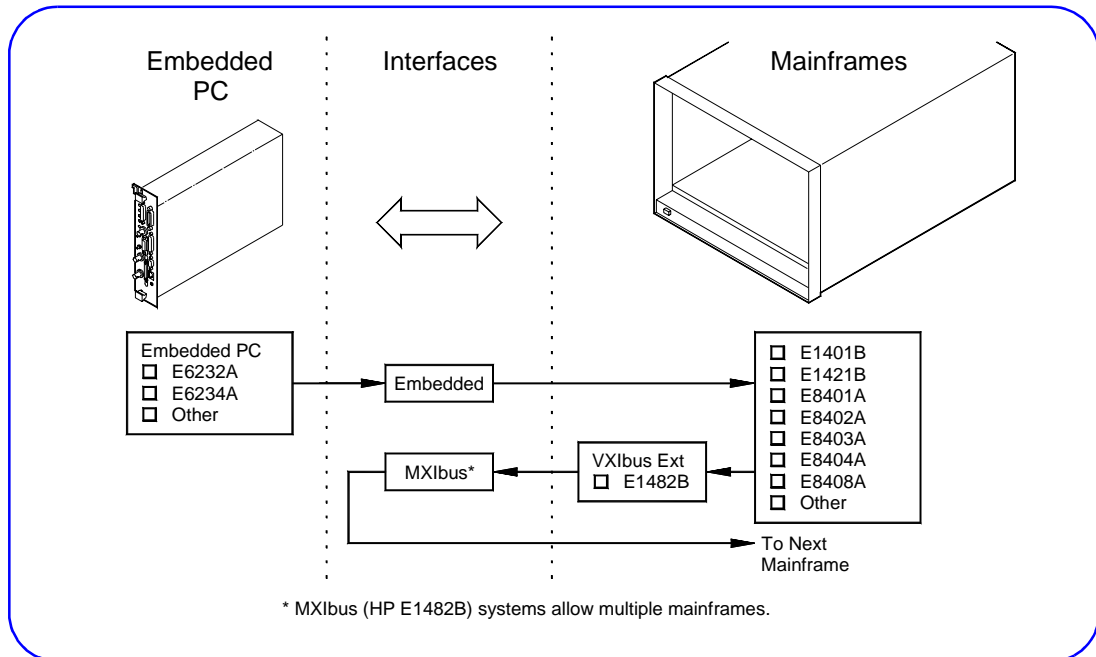 Embedded
PC
Interfaces
Mainframes
Embedded PC
E6232A
E6234A
Other
Embedded
E1401B
E1421B
E8401A
E8402A
E8403A
E8404A
E8408A
Other
MXIbus*
VXIbus Ext
E1482B
To Next
Mainframe
* MXIbus (HP E1482B) systems allow multiple mainframes.